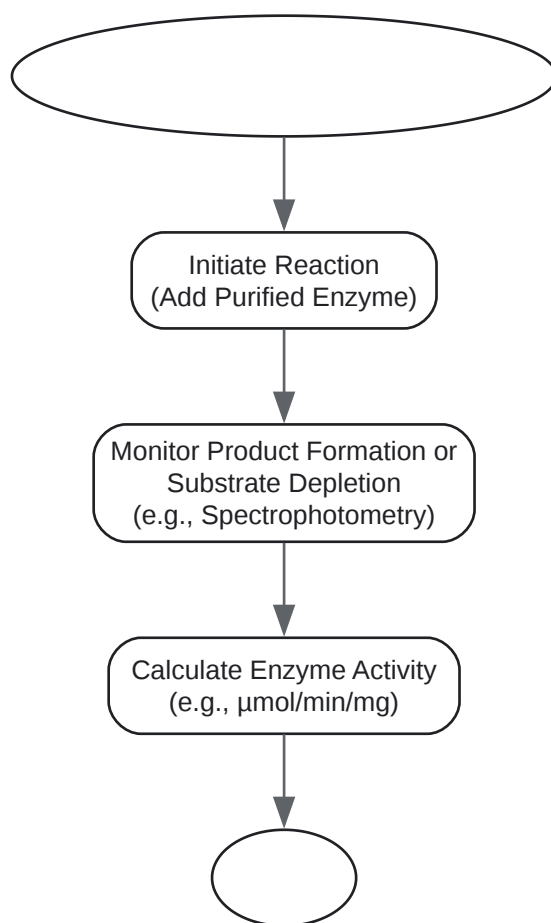 Initiate Reaction
(Add Purified Enzyme)
Monitor Product Formation or
Substrate Depletion
(e.g., Spectrophotometry)
Calculate Enzyme Activity
(e.g., µmol/min/mg)